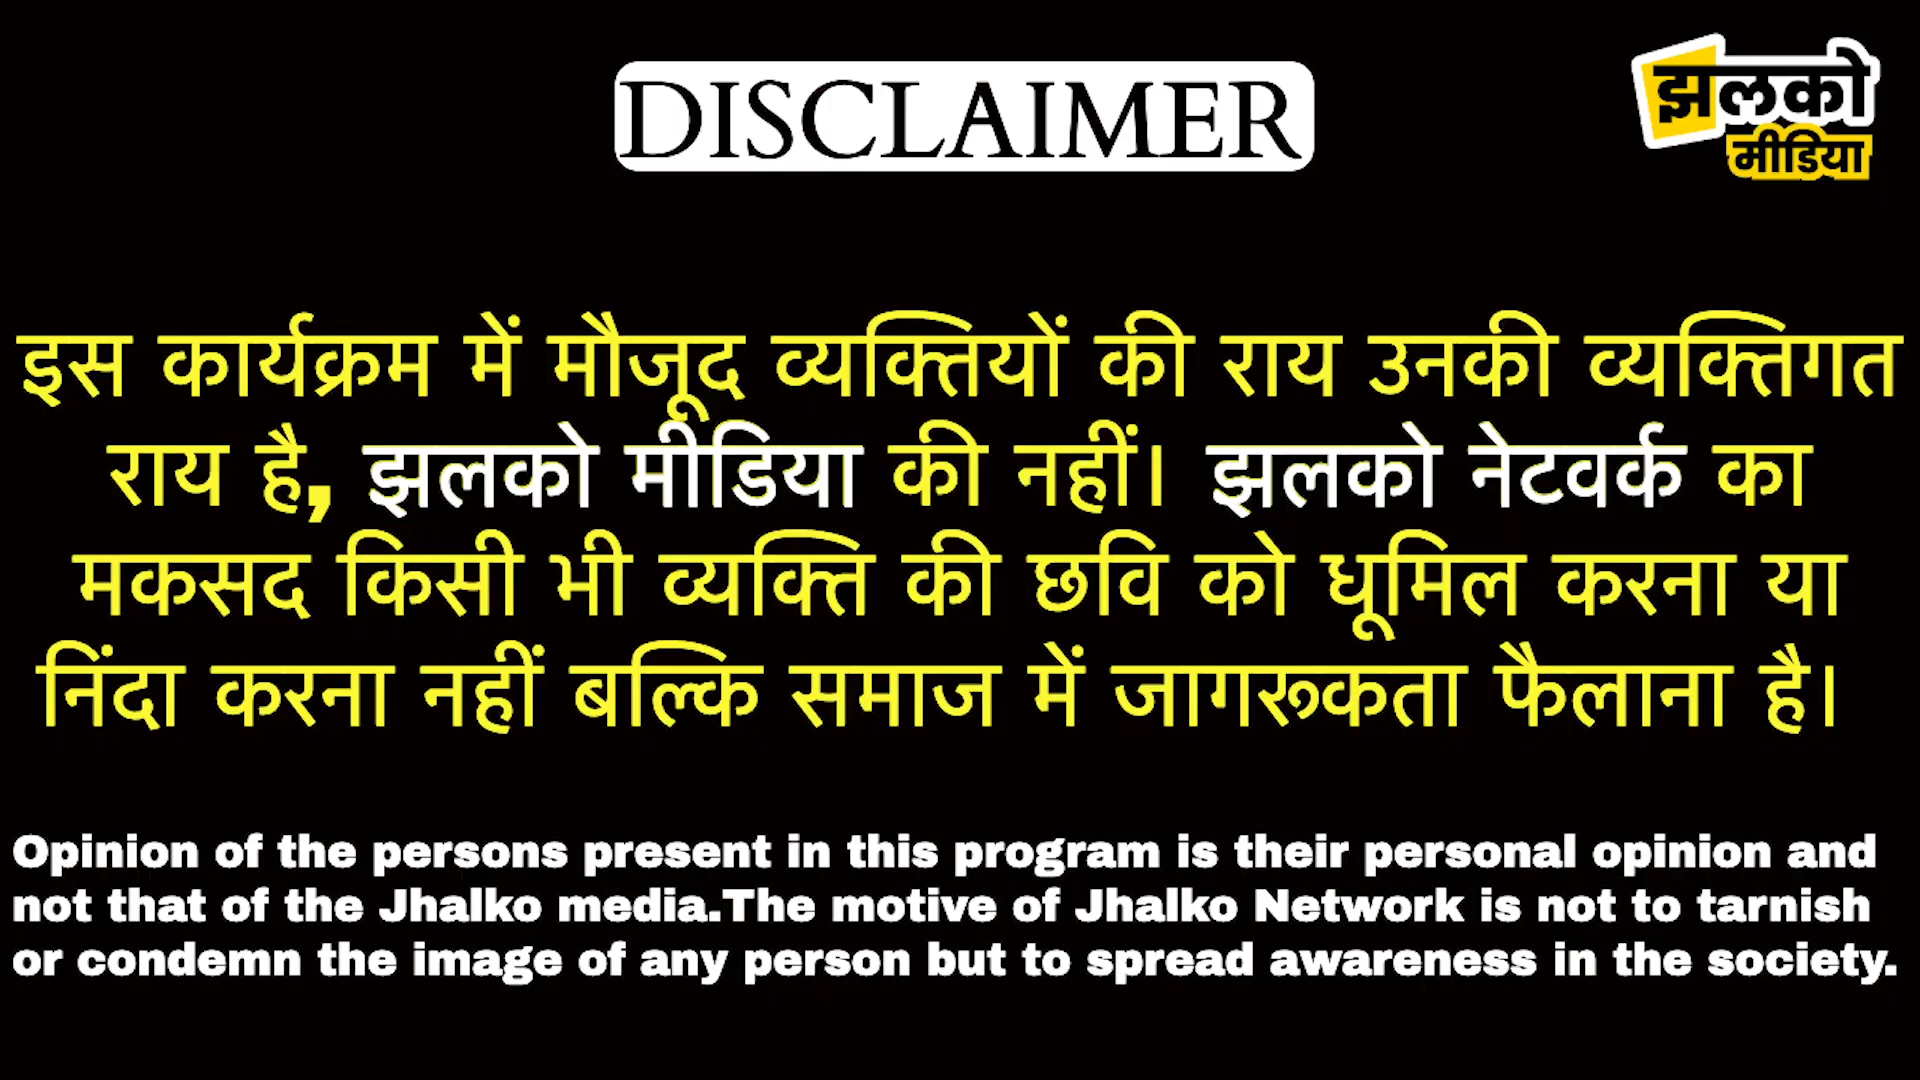 DISCLAIMER
झलको
मीडिया
इस कार्यक्रम में मौजूद व्यक्तियों की राय उनकी व्यक्तिगत
राय है, झलको मीडिया की नहीं। झलको नेटवर्क का
मकसद किसी भी व्यक्ति की छवि को धूमिल करना या
निंदा करना नहीं बल्कि समाज में जागरूकता फैलाना है।
Opinion of the persons present in this program is their personal opinion and
not that of the Jhalko media.The motive of Jhalko Network is not to tarnish
or condemn the image of any person but to spread awareness in the society.